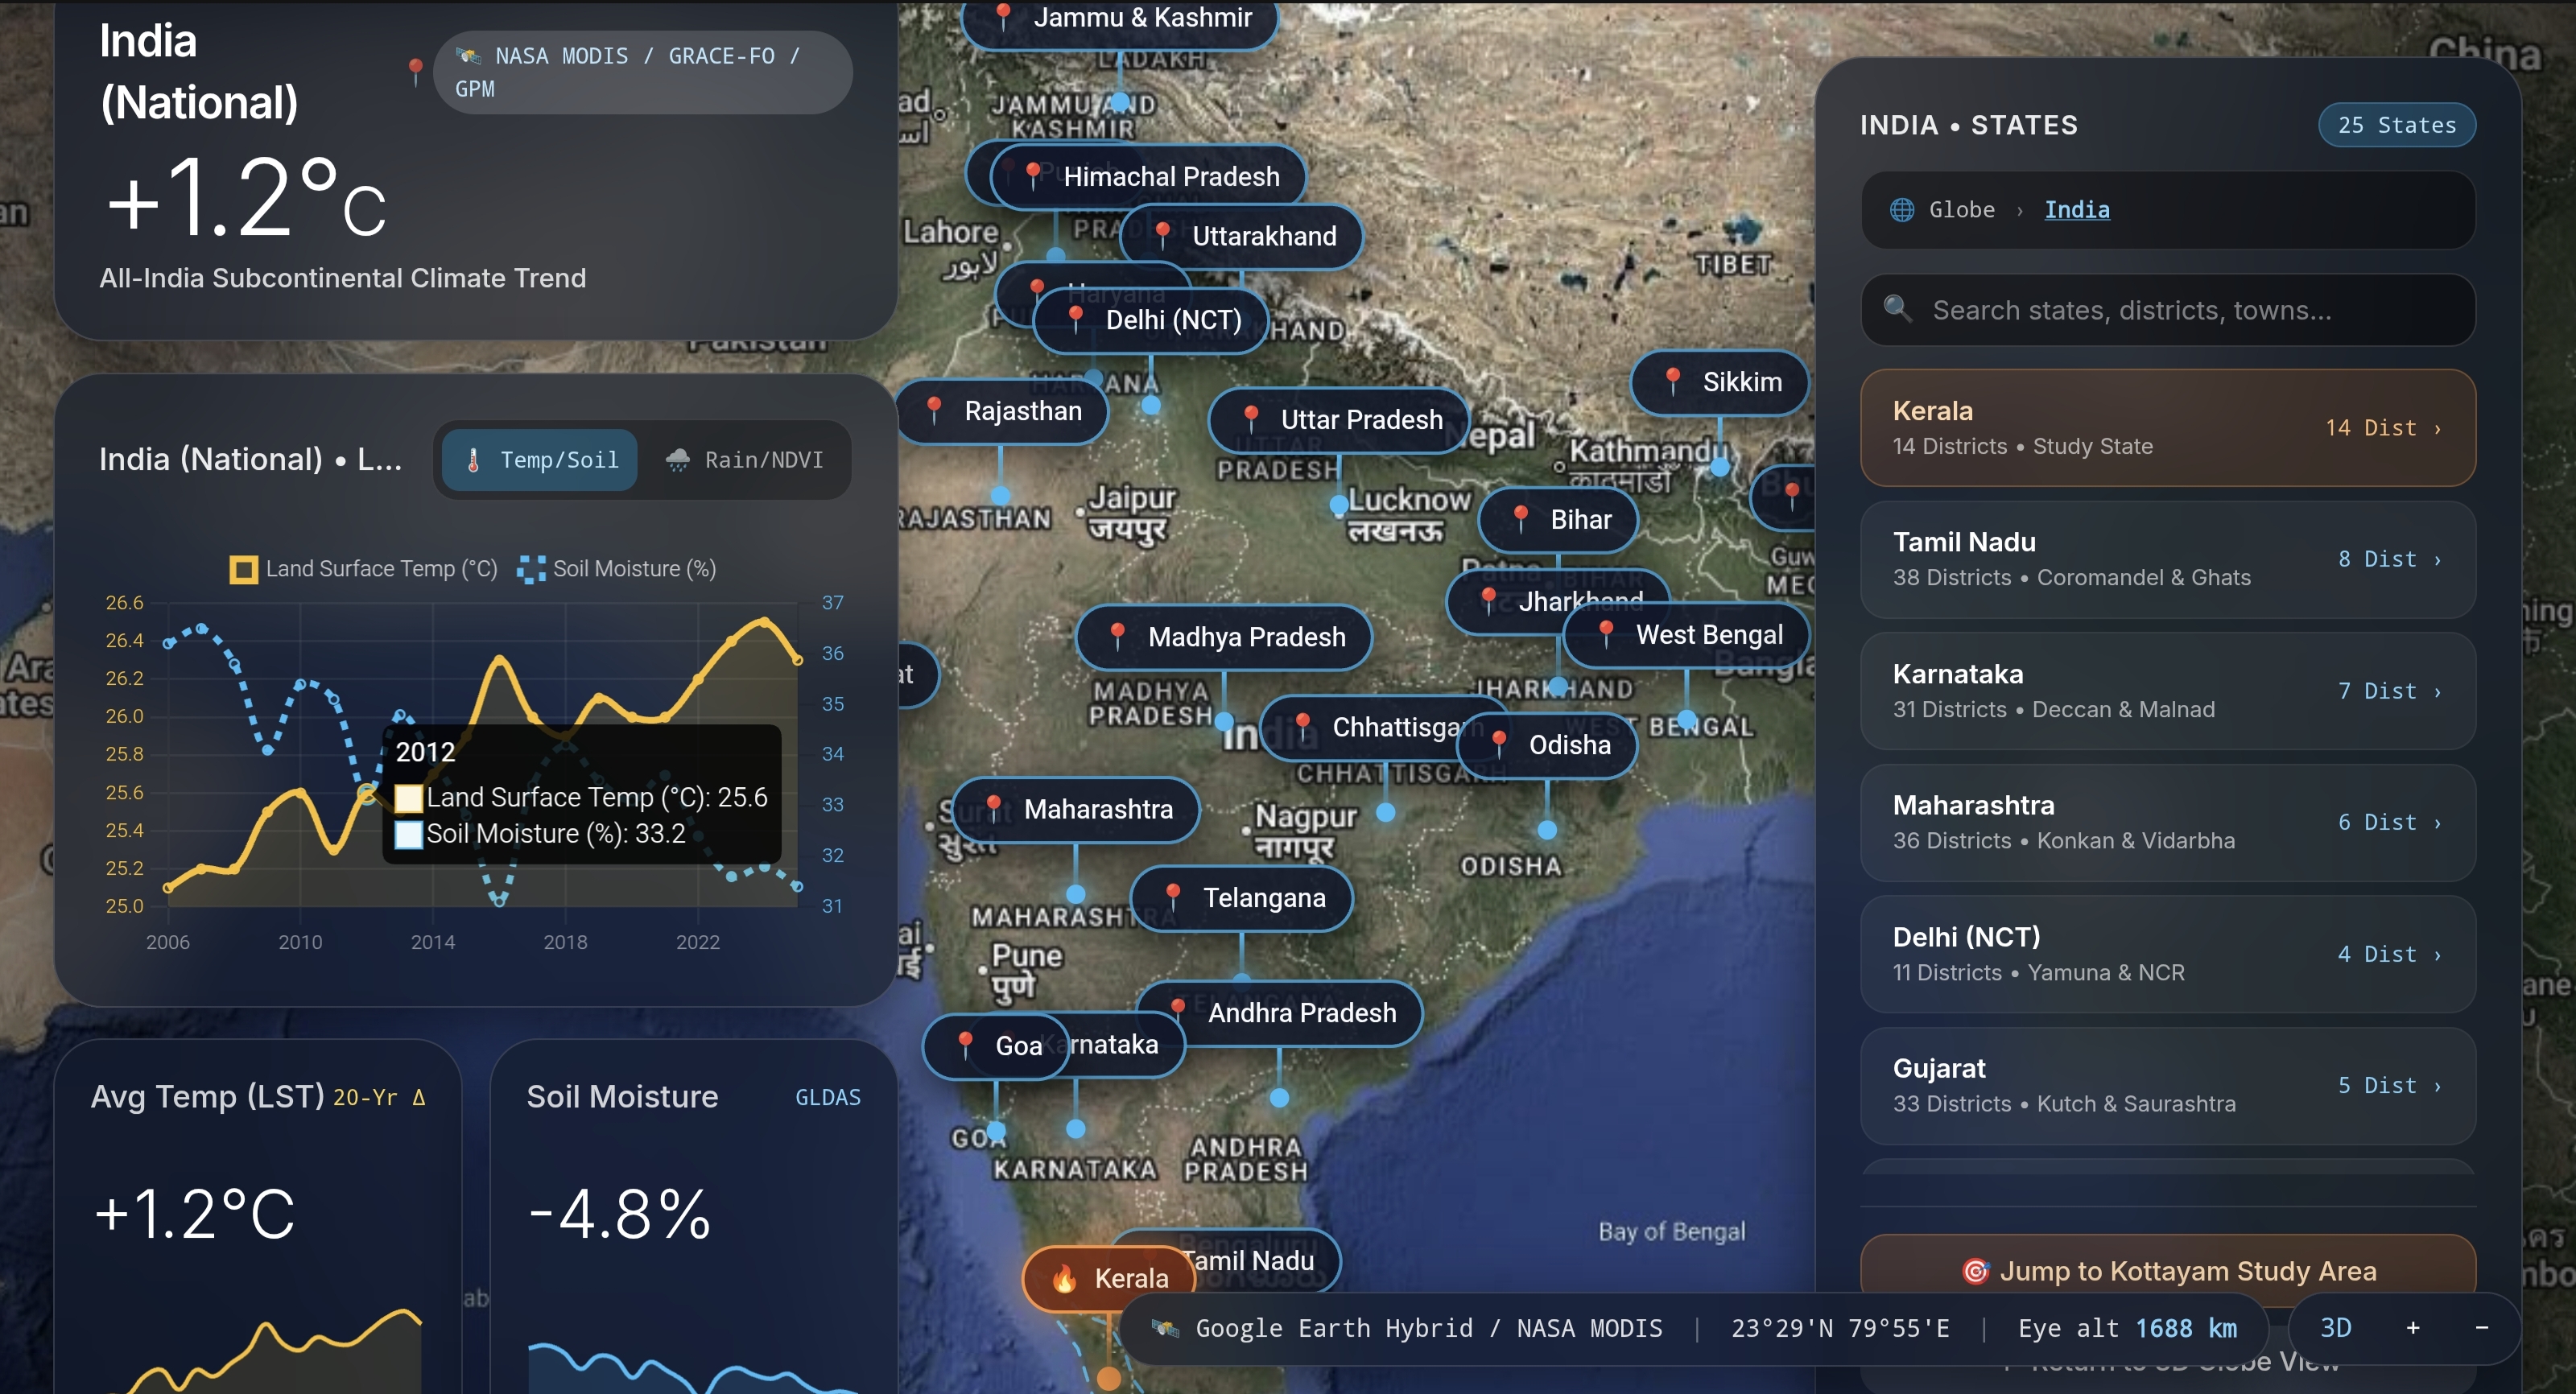 India
(National)
📍
🛰️ NASA MODIS / GRACE-FO /
GPM
+1.2°C
All-India Subcontinental Climate Trend
India (National) • L...
🌡️ Temp/Soil
🌧️ Rain/NDVI
Land Surface Temp (°C)
Soil Moisture (%)
26.6
26.4
26.2
26.0
25.8
25.6
25.4
25.2
25.0
37
36
35
34
33
32
31
2006
2010
2014
2018
2022
2012
Land Surface Temp (°C): 25.6
Soil Moisture (%): 33.2
Avg Temp (LST)
20-Yr Δ
+1.2°C
Soil Moisture
GLDAS
-4.8%
📍 Jammu & Kashmir
LADAKH
JAMMU AND
KASHMIR
📍 Himachal Pradesh
Lahore
لاہور
📍 Uttarakhand
TIBET
📍 Haryana
📍 Delhi (NCT)
Pakistan
China
📍 Rajasthan
📍 Uttar Pradesh
UTTAR
PRADESH
Nepal
Kathmandu
काठमाडौं
📍 Sikkim
RAJASTHAN
Jaipur
जयपुर
Lucknow
लखनऊ
📍 Bihar
Patna
BIHAR
📍 Jharkhand
📍 West Bengal
📍 Madhya Pradesh
MADHYA
PRADESH
JHARKHAND
WEST BENGAL
India
📍 Chhattisgar
📍 Odisha
CHHATTISGARH
📍 Maharashtra
Surat
सुरत
Nagpur
नागपूर
ODISHA
📍 Telangana
MAHARASHTRA
Pune
पुणे
📍 Andhra Pradesh
📍 Goa
rnataka
GOA
KARNATAKA
ANDHRA
PRADESH
Bay of Bengal
Tamil Nadu
🔥 Kerala
INDIA • STATES
25 States
🌐 Globe › India
🔍 Search states, districts, towns...
Kerala
14 Districts • Study State
14 Dist ›
Tamil Nadu
38 Districts • Coromandel & Ghats
8 Dist ›
Karnataka
31 Districts • Deccan & Malnad
7 Dist ›
Maharashtra
36 Districts • Konkan & Vidarbha
6 Dist ›
Delhi (NCT)
11 Districts • Yamuna & NCR
4 Dist ›
Gujarat
33 Districts • Kutch & Saurashtra
5 Dist ›
🎯 Jump to Kottayam Study Area
🛰️ Google Earth Hybrid / NASA MODIS | 23°29'N 79°55'E | Eye alt 1688 km
3D + −
Return to 3D Globe View